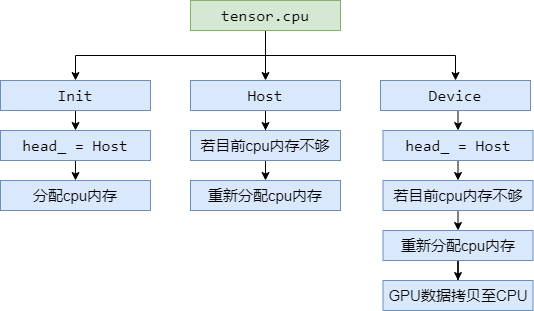 tensor.cpu
Init
Host
Device
head_ = Host
若目前cpu内存不够
head_ = Host
分配cpu内存
重新分配cpu内存
若目前cpu内存不够
重新分配cpu内存
GPU数据拷贝至CPU